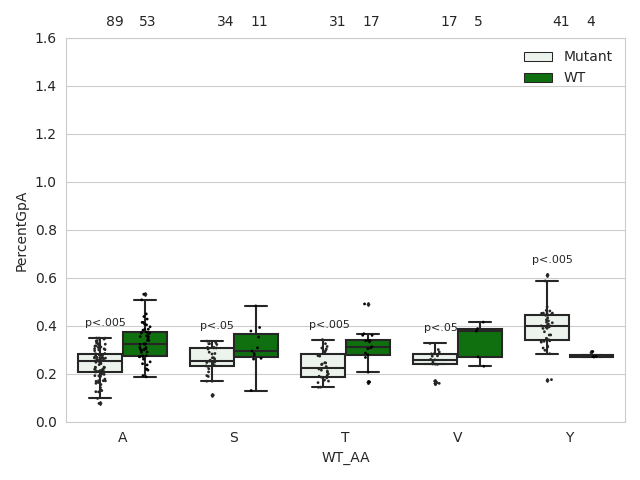 89 53 34 11 31 17 17 5 41 4
1.6
Mutant
WT
1.4
1.2
1.0
0.8
p<.005
0.6
p<.005 p<.05 p<.005 p<.05
0.4
0.2
0.0
PercentGpA
A S T V Y
WT_AA